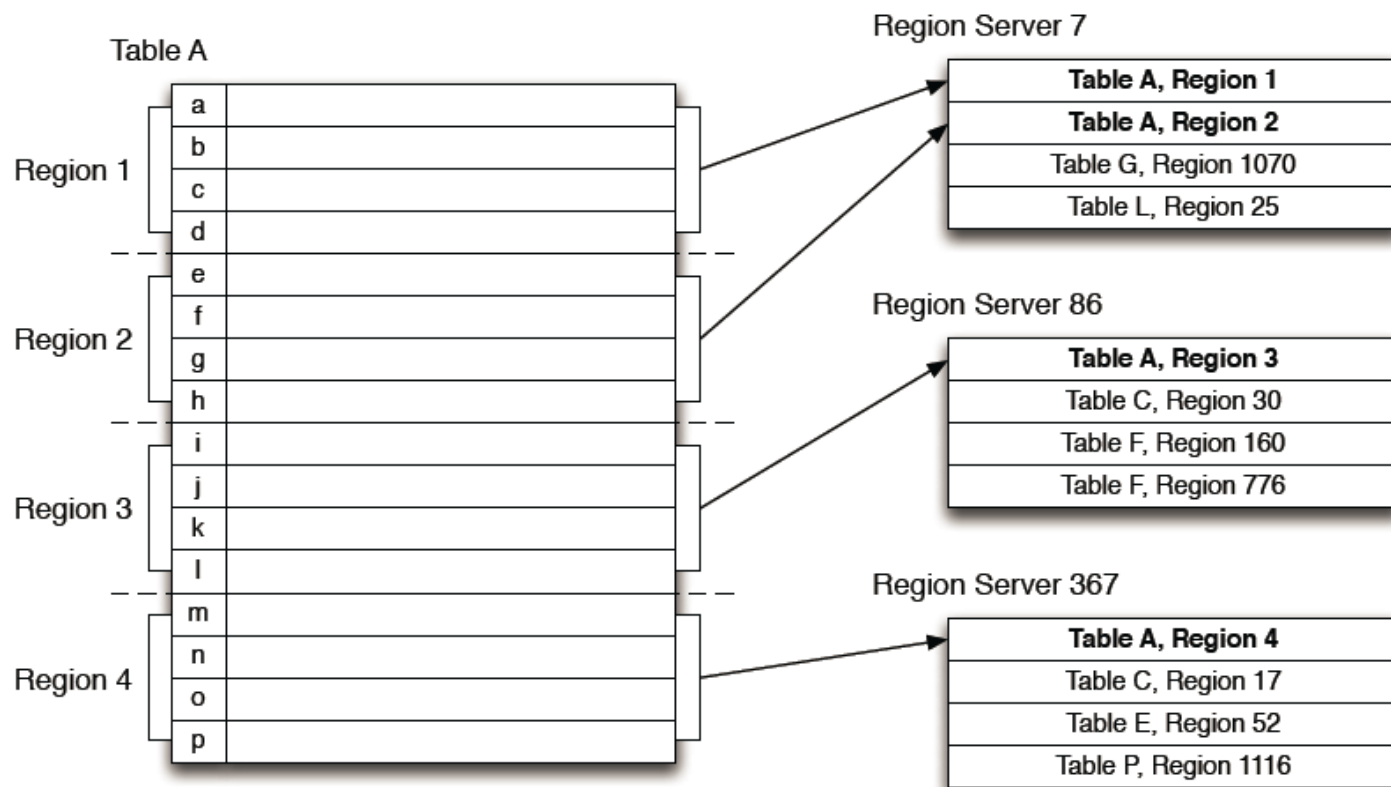 Table A
Region 1
a
b
c
d
Region 2
e
f
g
h
Region 3
i
j
k
l
Region 4
m
n
o
p
Region Server 7
Table A, Region 1
Table A, Region 2
Table G, Region 1070
Table L, Region 25
Region Server 86
Table A, Region 3
Table C, Region 30
Table F, Region 160
Table F, Region 776
Region Server 367
Table A, Region 4
Table C, Region 17
Table E, Region 52
Table P, Region 1116